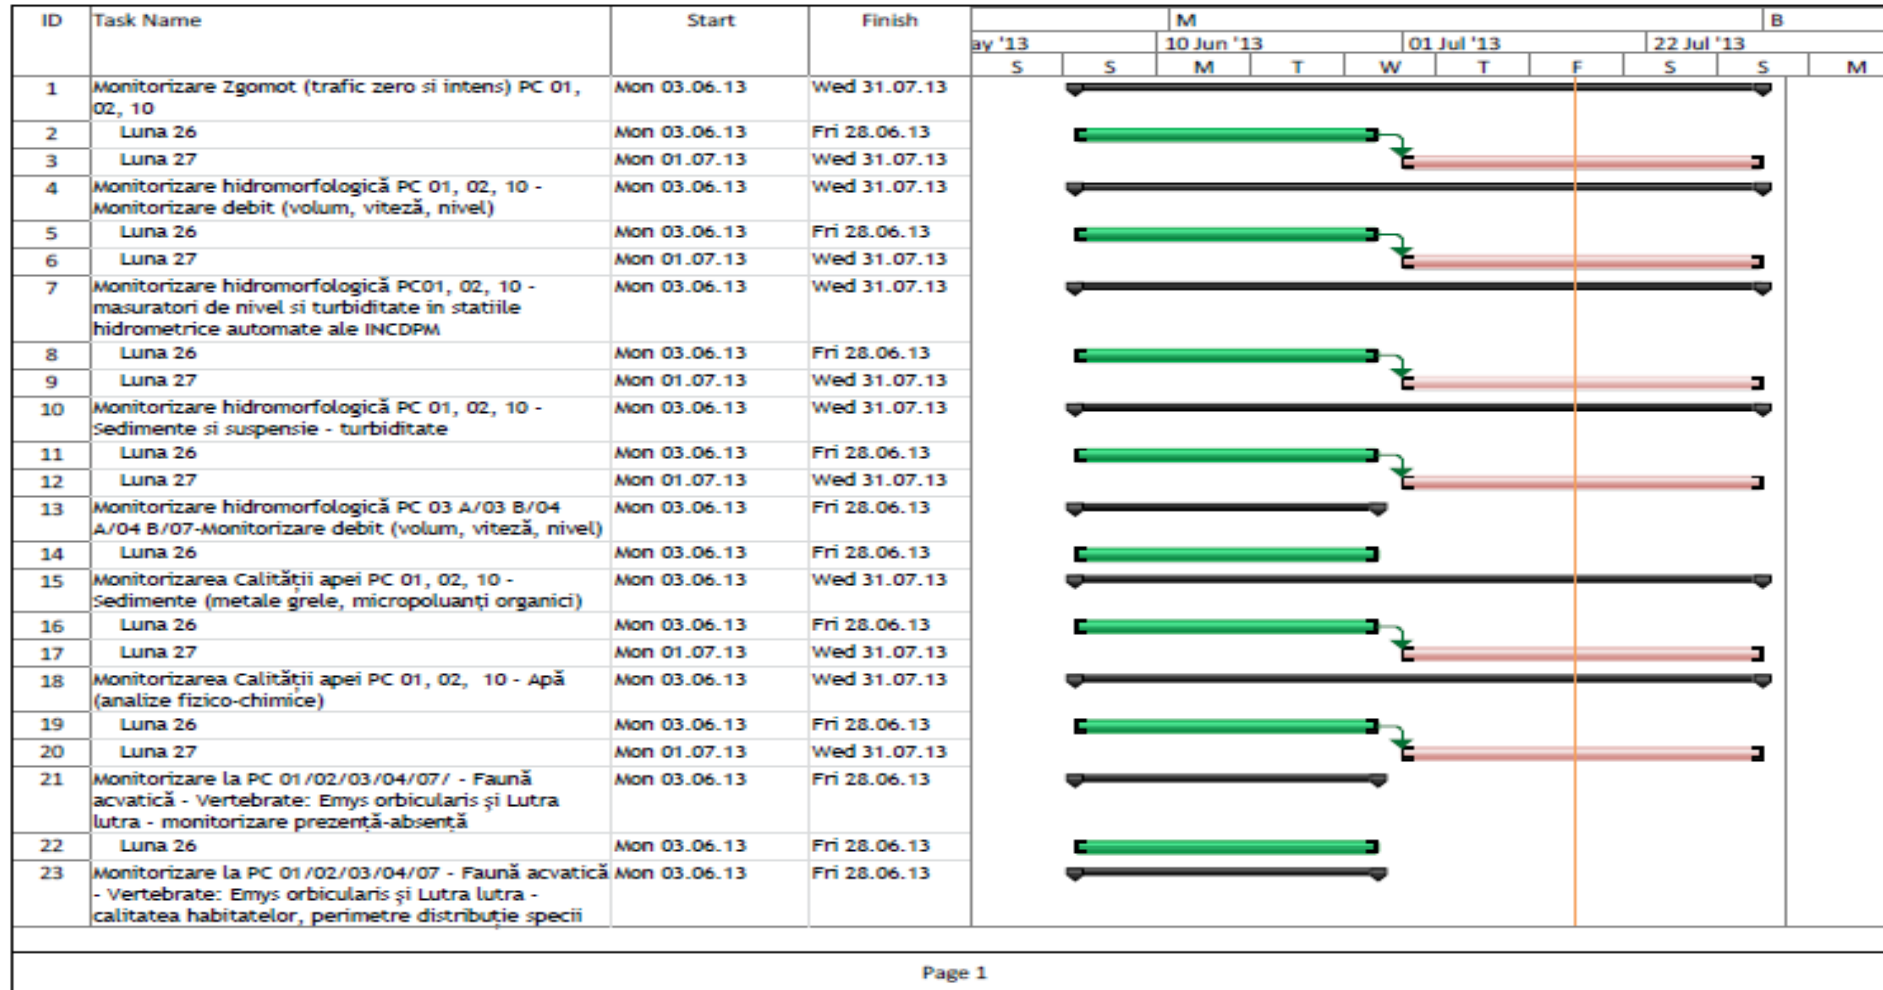 ID Task Name Start Finish M B
ay '13 10 Jun '13 01 Jul '13 22 Jul '13
S S M T W T F S S M
1 Monitorizare Zgomot (trafic zero si intens) PC 01, Mon 03.06.13 Wed 31.07.13
02, 10
2 Luna 26 Mon 03.06.13 Fri 28.06.13
3 Luna 27 Mon 01.07.13 Wed 31.07.13
4 Monitorizare hidromorfologică PC 01, 02, 10 - Mon 03.06.13 Wed 31.07.13
Monitorizare debit (volum, viteză, nivel)
5 Luna 26 Mon 03.06.13 Fri 28.06.13
6 Luna 27 Mon 01.07.13 Wed 31.07.13
7 Monitorizare hidromorfologică PC01, 02, 10 - Mon 03.06.13 Wed 31.07.13
masuratori de nivel si turbiditate in statiile
hidrometrice automate ale INCDPM
8 Luna 26 Mon 03.06.13 Fri 28.06.13
9 Luna 27 Mon 01.07.13 Wed 31.07.13
10 Monitorizare hidromorfologică PC 01, 02, 10 - Mon 03.06.13 Wed 31.07.13
Sedimente si suspensie - turbiditate
11 Luna 26 Mon 03.06.13 Fri 28.06.13
12 Luna 27 Mon 01.07.13 Wed 31.07.13
13 Monitorizare hidromorfologică PC 03 A/03 B/04 Mon 03.06.13 Fri 28.06.13
A/04 B/07-Monitorizare debit (volum, viteză, nivel)
14 Luna 26 Mon 03.06.13 Fri 28.06.13
15 Monitorizarea Calității apei PC 01, 02, 10 - Mon 03.06.13 Wed 31.07.13
Sedimente (metale grele, micropoluanți organici)
16 Luna 26 Mon 03.06.13 Fri 28.06.13
17 Luna 27 Mon 01.07.13 Wed 31.07.13
18 Monitorizarea Calității apei PC 01, 02, 10 - Apă Mon 03.06.13 Wed 31.07.13
(analize fizico-chimice)
19 Luna 26 Mon 03.06.13 Fri 28.06.13
20 Luna 27 Mon 01.07.13 Wed 31.07.13
21 Monitorizare la PC 01/02/03/04/07/ - Faună Mon 03.06.13 Fri 28.06.13
acvatică - Vertebrate: Emys orbicularis şi Lutra
lutra - monitorizare prezență-absență
22 Luna 26 Mon 03.06.13 Fri 28.06.13
23 Monitorizare la PC 01/02/03/04/07 - Faună acvatică Mon 03.06.13 Fri 28.06.13
- Vertebrate: Emys orbicularis şi Lutra lutra -
calitatea habitatelor, perimetre distribuție specii
Page 1